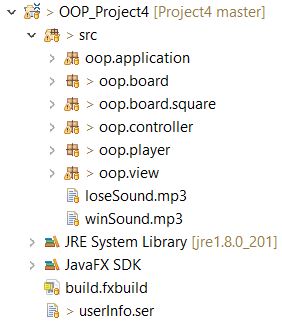 > OOP_Project4 [Project4 master]
> src
oop.application
> oop.board
> oop.board.square
> oop.controller
> oop.player
> oop.view
loseSound.mp3
winSound.mp3
JRE System Library [jre1.8.0_201]
JavaFX SDK
build.fxbuild
> userInfo.ser